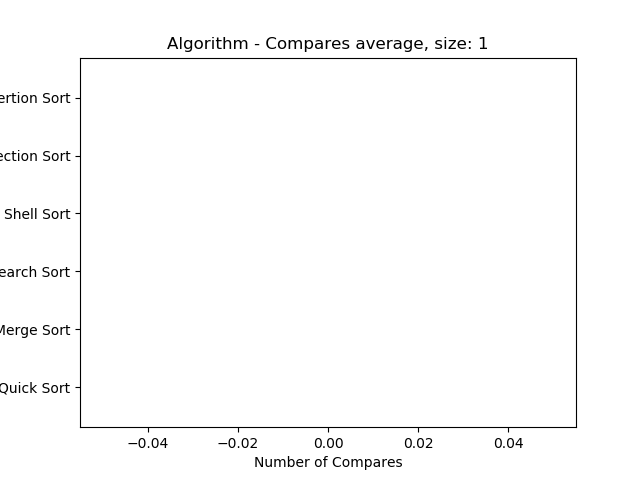 Algorithm - Compares average, size: 1
ertion Sort
ection Sort
Shell Sort
earch Sort
Merge Sort
Quick Sort
−0.04 −0.02 0.00 0.02 0.04
Number of Compares